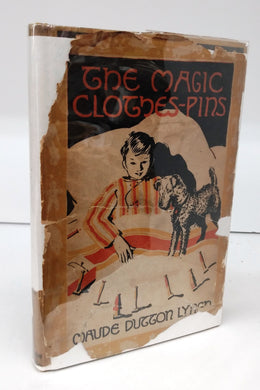 THE MAGIC
CLOTHES-PINS
MAUDE DUTTON LYNCH